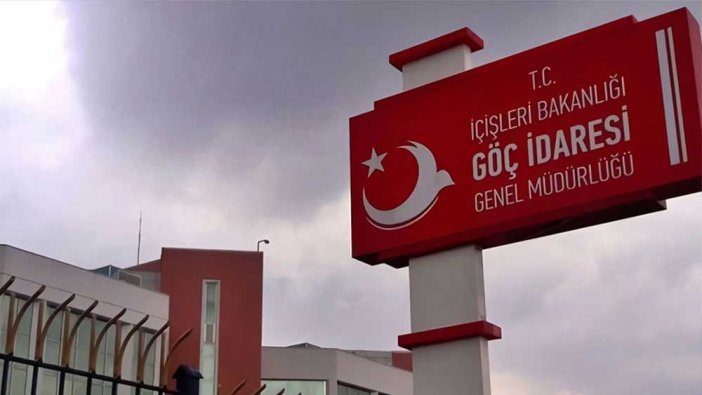 T.C.
İÇİŞLERİ BAKANLIĞI
GÖÇ İDARESİ
GENEL MÜDÜRLÜĞÜ